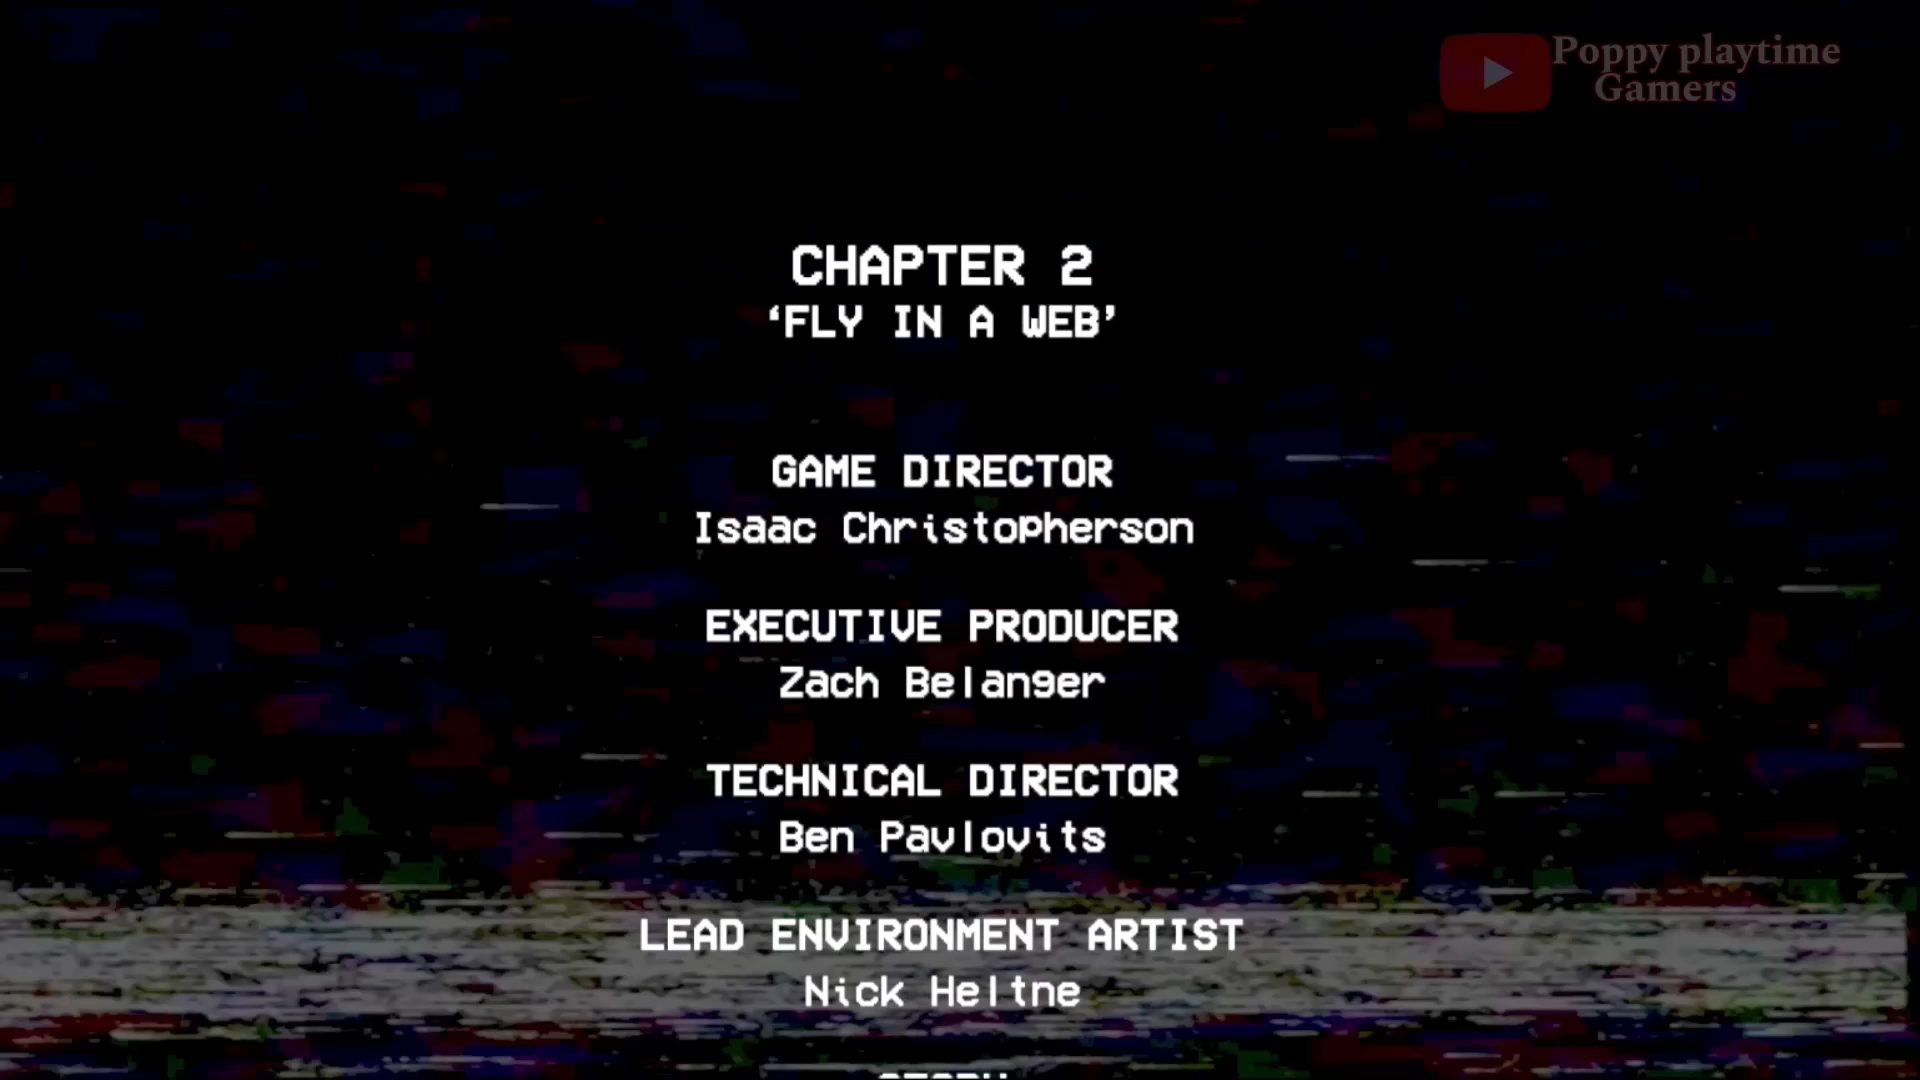 Poppy playtime
Gamers
CHAPTER 2
‘FLY IN A WEB’
GAME DIRECTOR
Isaac Christopherson
EXECUTIVE PRODUCER
Zach Belanger
TECHNICAL DIRECTOR
Ben Pavlovits
LEAD ENVIRONMENT ARTIST
Nick Heltne